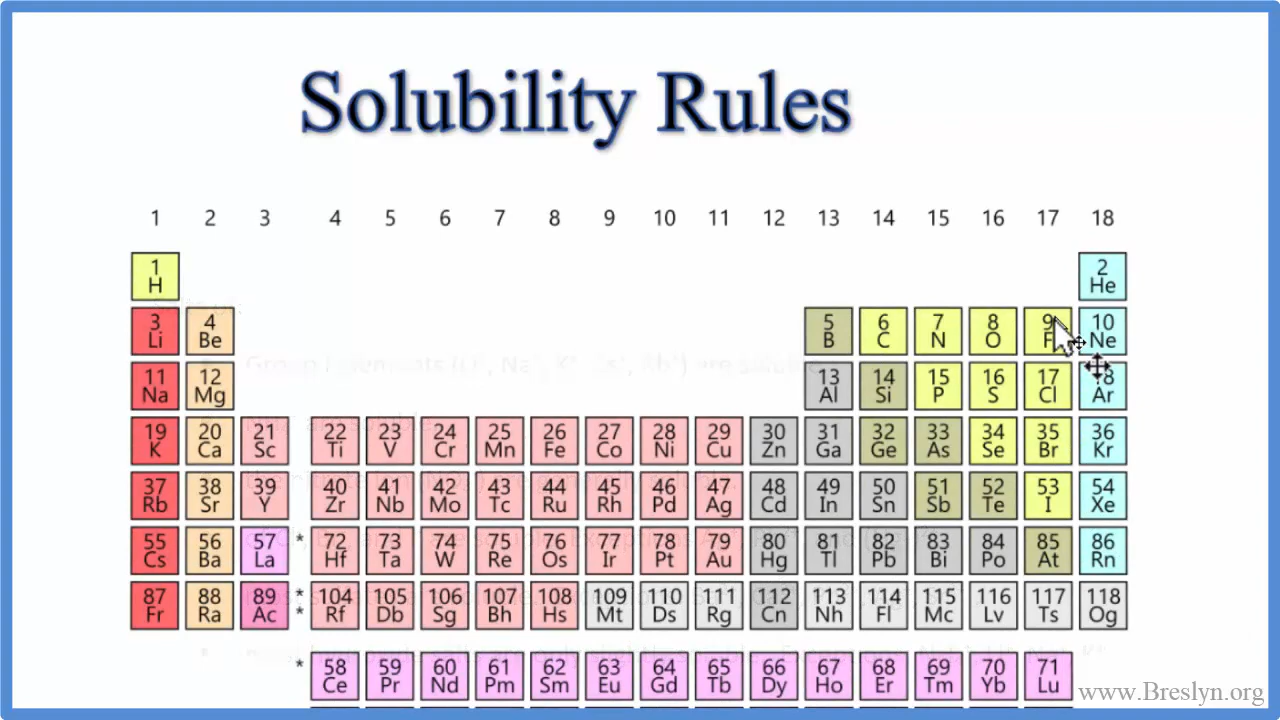 Solubility Rules
1 2 3 4 5 6 7 8 9 10 11 12 13 14 15 16 17 18
1 2
H He
3 4 5 6 7 8 9 10
Li Be B C N O F Ne
11 12 13 14 15 16 17 18
Na Mg Al Si P S Cl Ar
19 20 21 22 23 24 25 26 27 28 29 30 31 32 33 34 35 36
K Ca Sc Ti V Cr Mn Fe Co Ni Cu Zn Ga Ge As Se Br Kr
37 38 39 40 41 42 43 44 45 46 47 48 49 50 51 52 53 54
Rb Sr Y Zr Nb Mo Tc Ru Rh Pd Ag Cd In Sn Sb Te I Xe
55 56 57 * 72 73 74 75 76 77 78 79 80 81 82 83 84 85 86
Cs Ba La Hf Ta W Re Os Ir Pt Au Hg Tl Pb Bi Po At Rn
87 88 89 * 104 105 106 107 108 109 110 111 112 113 114 115 116 117 118
Fr Ra Ac * Rf Db Sg Bh Hs Mt Ds Rg Cn Nh Fl Mc Lv Ts Og
* 58 59 60 61 62 63 64 65 66 67 68 69 70 71
Ce Pr Nd Pm Sm Eu Gd Tb Dy Ho Er Tm Yb Lu
www.Breslyn.org